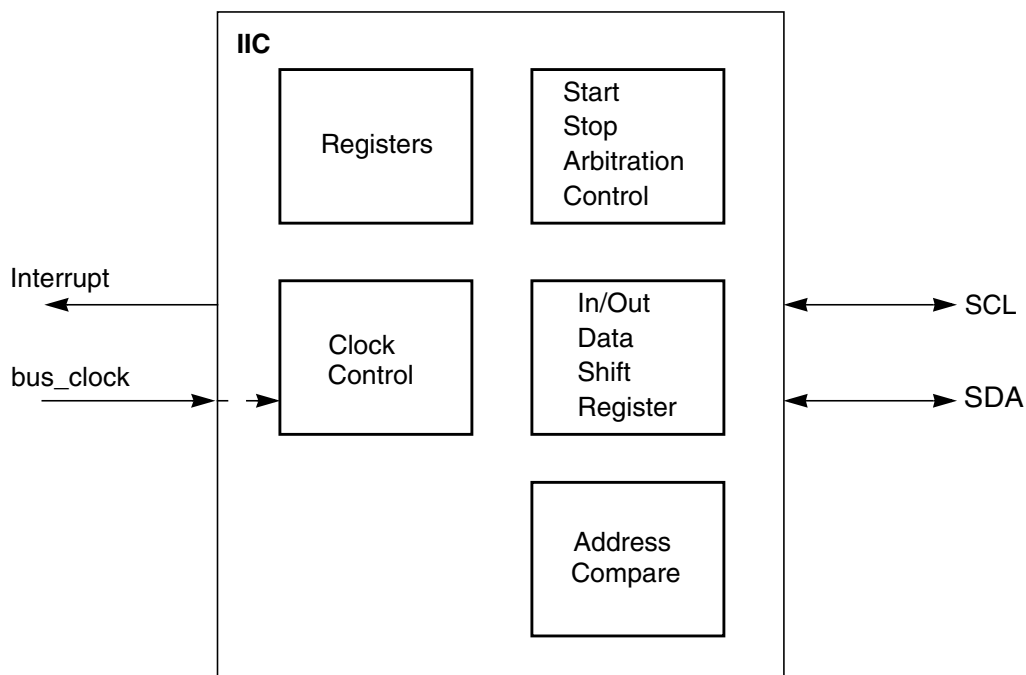 IIC
Registers
Start
Stop
Arbitration
Control
Interrupt
bus_clock
Clock
Control
In/Out
Data
Shift
Register
SCL
SDA
Address
Compare